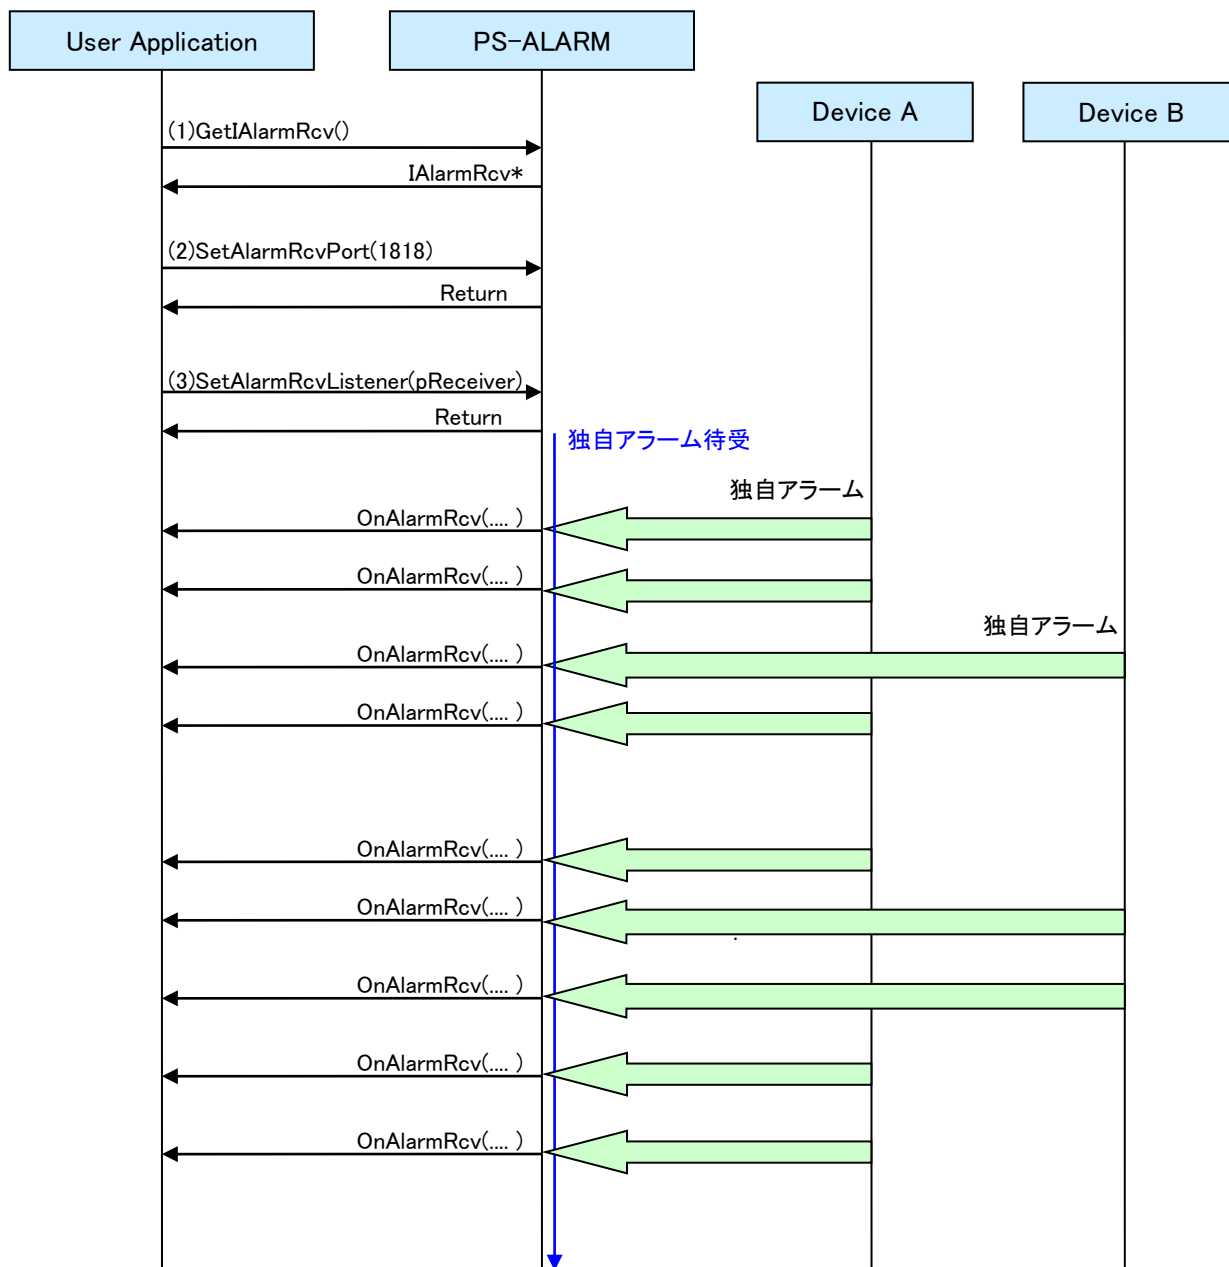 User Application
PS-ALARM
Device A
Device B
(1)GetIAlarmRcv()
IAlarmRcv*
(2)SetAlarmRcvPort(1818)
Return
(3)SetAlarmRcvListener(pReceiver)
Return
独自アラーム待受
独自アラーム
OnAlarmRcv(.... )
OnAlarmRcv(.... )
独自アラーム
OnAlarmRcv(.... )
OnAlarmRcv(.... )
OnAlarmRcv(.... )
OnAlarmRcv(.... )
OnAlarmRcv(.... )
OnAlarmRcv(.... )
OnAlarmRcv(.... )